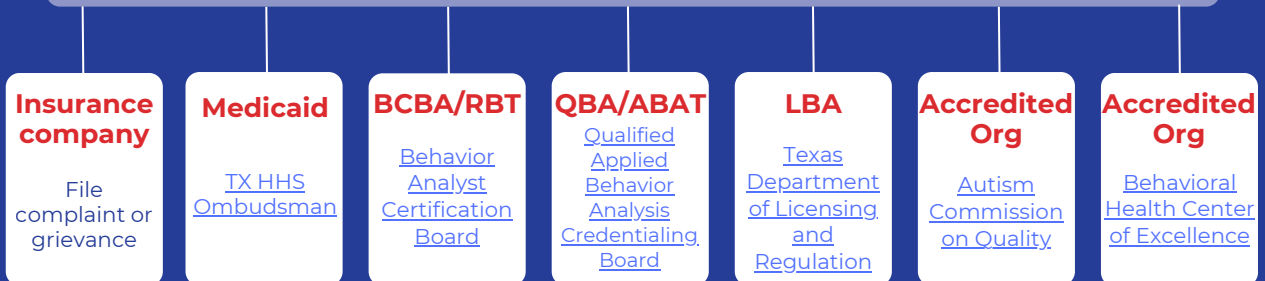 Insurance
company
File
complaint or
grievance
Medicaid
TX HHS
Ombudsman
BCBA/RBT
Behavior
Analyst
Certification
Board
QBA/ABAT
Qualified
Applied
Behavior
Analysis
Credentialing
Board
LBA
Texas
Department
of Licensing
and
Regulation
Accredited
Org
Autism
Commission
on Quality
Accredited
Org
Behavioral
Health Center
of Excellence